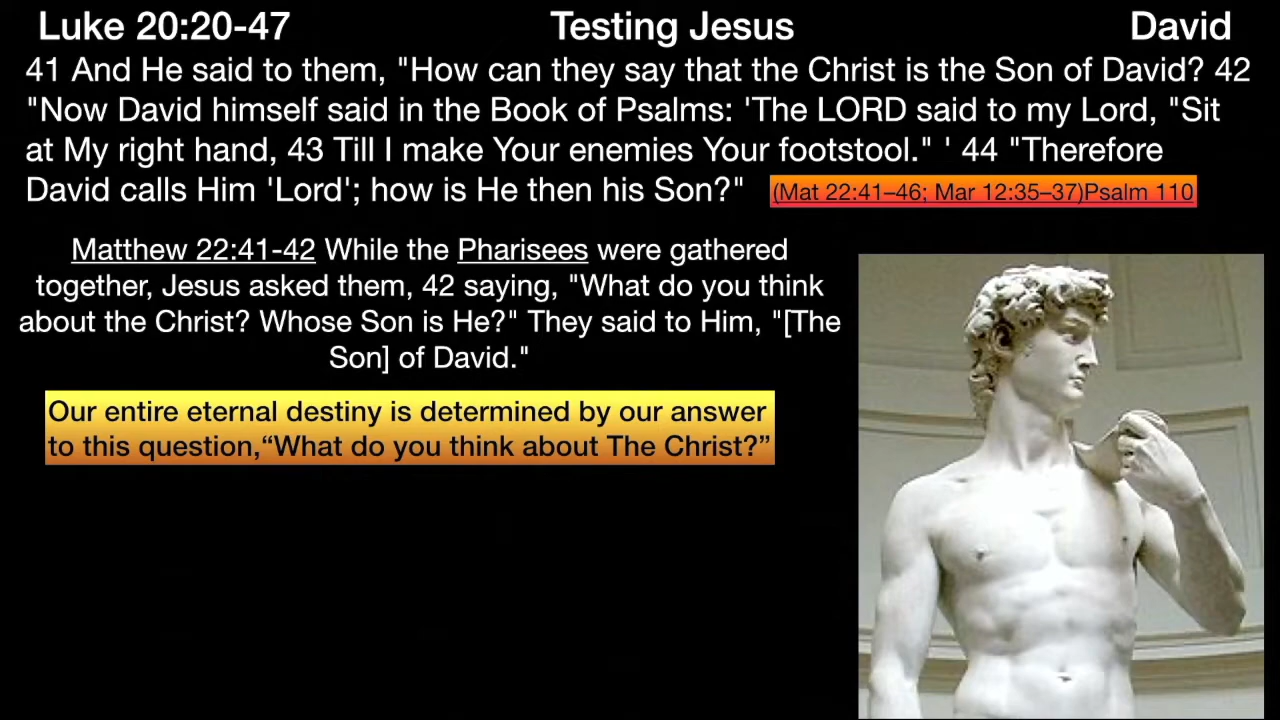 Luke 20:20-47 Testing Jesus David
41 And He said to them, "How can they say that the Christ is the Son of David? 42
"Now David himself said in the Book of Psalms: 'The LORD said to my Lord, "Sit
at My right hand, 43 Till I make Your enemies Your footstool." ' 44 "Therefore
David calls Him 'Lord'; how is He then his Son?" (Mat 22:41–46; Mar 12:35–37)Psalm 110
Matthew 22:41-42 While the Pharisees were gathered
together, Jesus asked them, 42 saying, "What do you think
about the Christ? Whose Son is He?" They said to Him, "[The
Son] of David."
Our entire eternal destiny is determined by our answer
to this question,“What do you think about The Christ?”